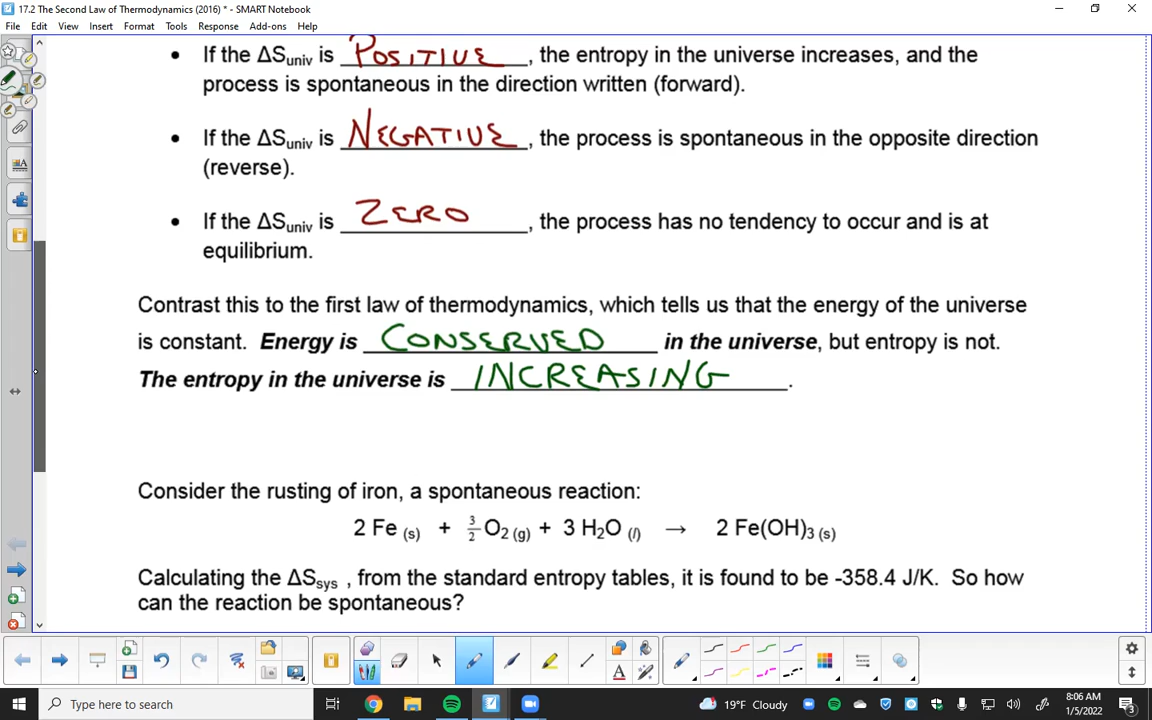 17.2 The Second Law of Thermodynamics (2016) * - SMART Notebook
File Edit View Insert Format Tools Response Add-ons Help
• If the ΔSuniv is POSITIVE, the entropy in the universe increases, and the
process is spontaneous in the direction written (forward).
• If the ΔSuniv is NEGATIVE, the process is spontaneous in the opposite direction
(reverse).
• If the ΔSuniv is ZERO, the process has no tendency to occur and is at
equilibrium.
Contrast this to the first law of thermodynamics, which tells us that the energy of the universe
is constant. Energy is CONSERVED in the universe, but entropy is not.
The entropy in the universe is INCREASING.
Consider the rusting of iron, a spontaneous reaction:
2 Fe (s) + 3/2 O2 (g) + 3 H2O (l) → 2 Fe(OH)3 (s)
Calculating the ΔSsys , from the standard entropy tables, it is found to be -358.4 J/K. So how
can the reaction be spontaneous?
Type here to search
19°F Cloudy
8:06 AM
1/5/2022
3